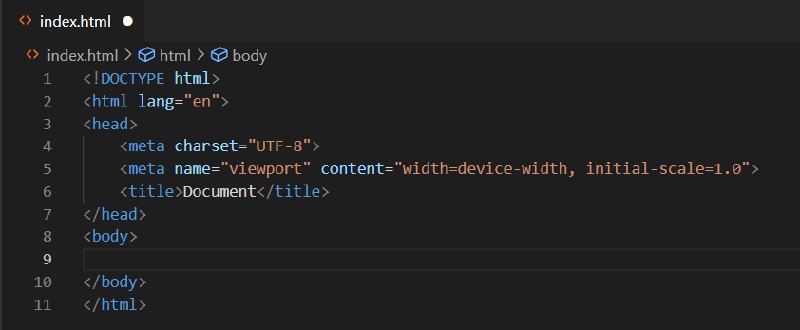 index.html
index.html > html > body
1 <!DOCTYPE html>
2 <html lang="en">
3 <head>
4     <meta charset="UTF-8">
5     <meta name="viewport" content="width=device-width, initial-scale=1.0">
6     <title>Document</title>
7 </head>
8 <body>
9
10 </body>
11 </html>